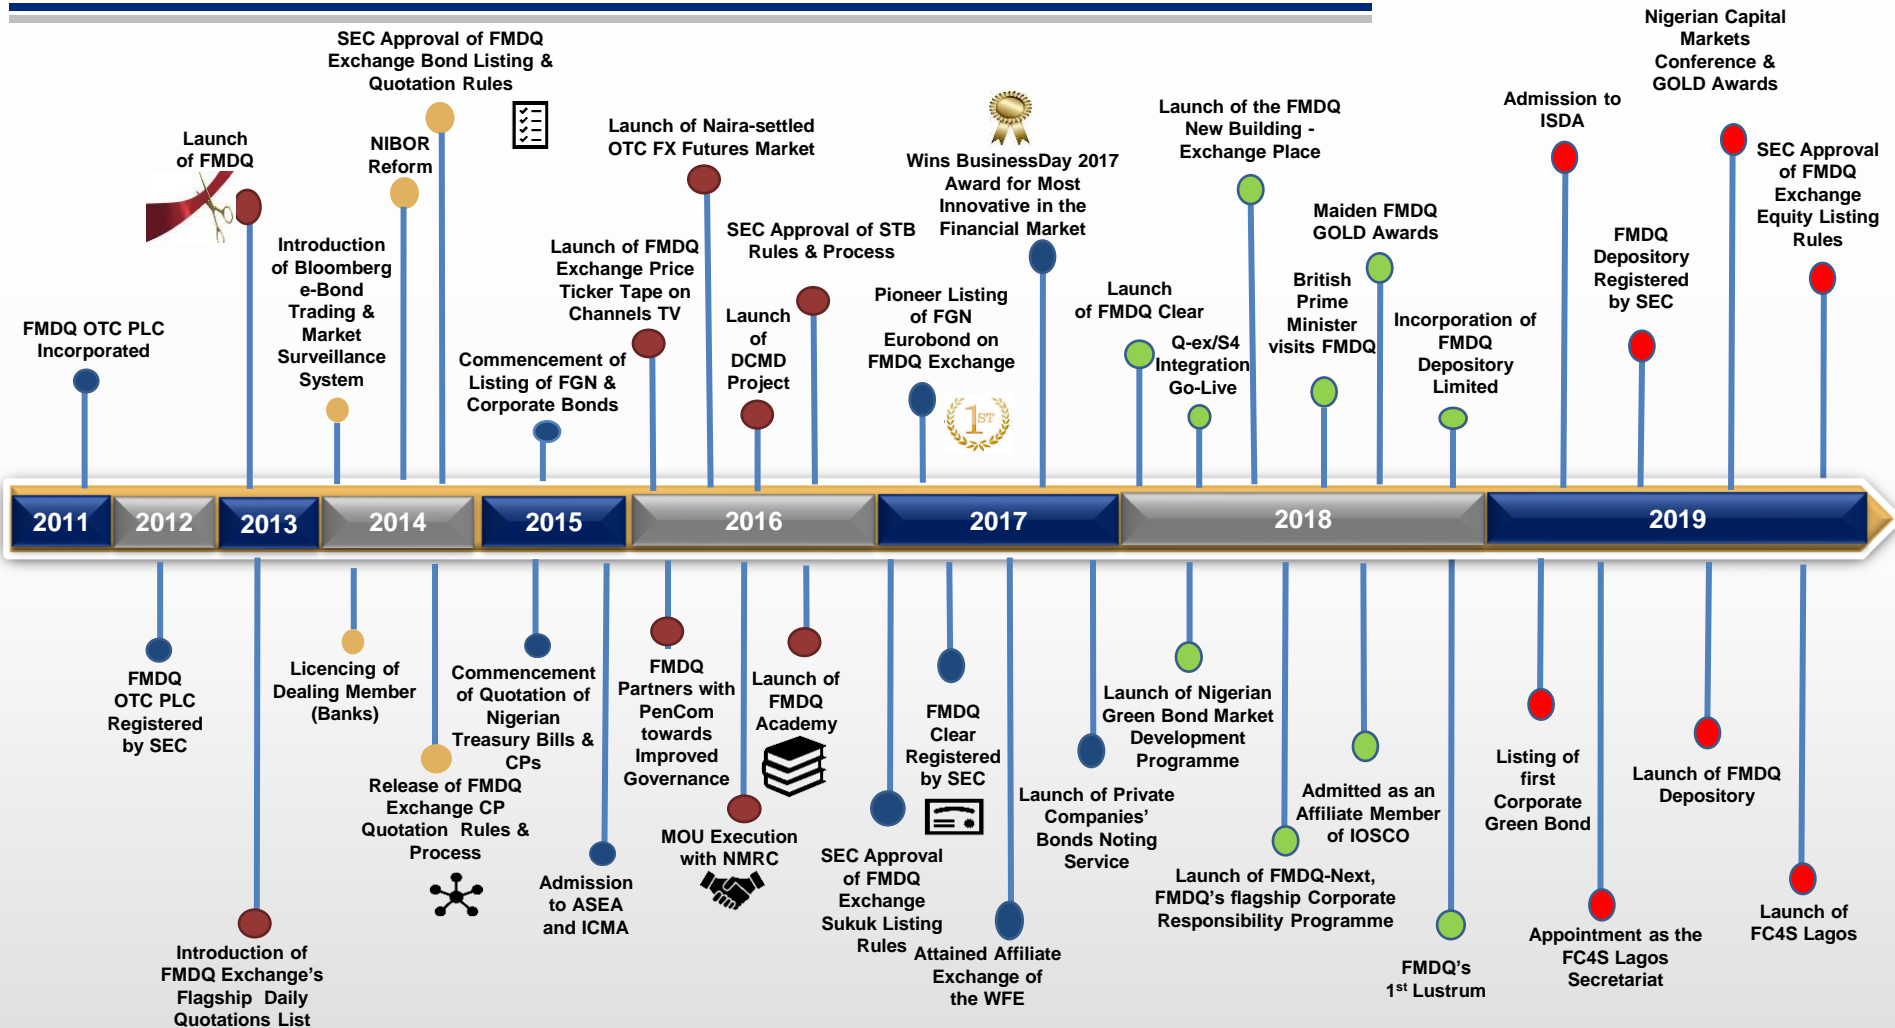 FMDQ OTC PLC
Incorporated
Launch
of FMDQ
Introduction
of Bloomberg
e-Bond
Trading &
Market
Surveillance
System
NIBOR
Reform
SEC Approval of FMDQ
Exchange Bond Listing &
Quotation Rules
Commencement of
Listing of FGN &
Corporate Bonds
Launch of FMDQ
Exchange Price
Ticker Tape on
Channels TV
Launch of Naira-settled
OTC FX Futures Market
Launch
of
DCMD
Project
SEC Approval of STB
Rules & Process
Pioneer Listing
of FGN
Eurobond on
FMDQ Exchange
1ST
Wins BusinessDay 2017
Award for Most
Innovative in the
Financial Market
Launch
of FMDQ Clear
Q-ex/S4
Integration
Go-Live
Launch of the FMDQ
New Building -
Exchange Place
British
Prime
Minister
visits FMDQ
Maiden FMDQ
GOLD Awards
Incorporation of
FMDQ
Depository
Limited
Admission to
ISDA
FMDQ
Depository
Registered
by SEC
Nigerian Capital
Markets
Conference &
GOLD Awards
SEC Approval
of FMDQ
Exchange
Equity Listing
Rules
2011
2012
2013
2014
2015
2016
2017
2018
2019
FMDQ
OTC PLC
Registered
by SEC
Introduction of
FMDQ Exchange's
Flagship Daily
Quotations List
Licencing of
Dealing Member
(Banks)
Release of FMDQ
Exchange CP
Quotation Rules &
Process
Commencement
of Quotation of
Nigerian
Treasury Bills &
CPs
Admission
to ASEA
and ICMA
FMDQ
Partners with
PenCom
towards
Improved
Governance
MOU Execution
with NMRC
Launch of
FMDQ
Academy
SEC Approval
of FMDQ
Exchange
Sukuk Listing
Rules
FMDQ
Clear
Registered
by SEC
Attained Affiliate
Exchange of
the WFE
Launch of Private
Companies'
Bonds Noting
Service
Launch of Nigerian
Green Bond Market
Development
Programme
Launch of FMDQ-Next,
FMDQ's flagship Corporate
Responsibility Programme
Admitted as an
Affiliate Member
of IOSCO
FMDQ's
1st Lustrum
Listing of
first
Corporate
Green Bond
Appointment as the
FC4S Lagos
Secretariat
Launch of FMDQ
Depository
Launch of
FC4S Lagos